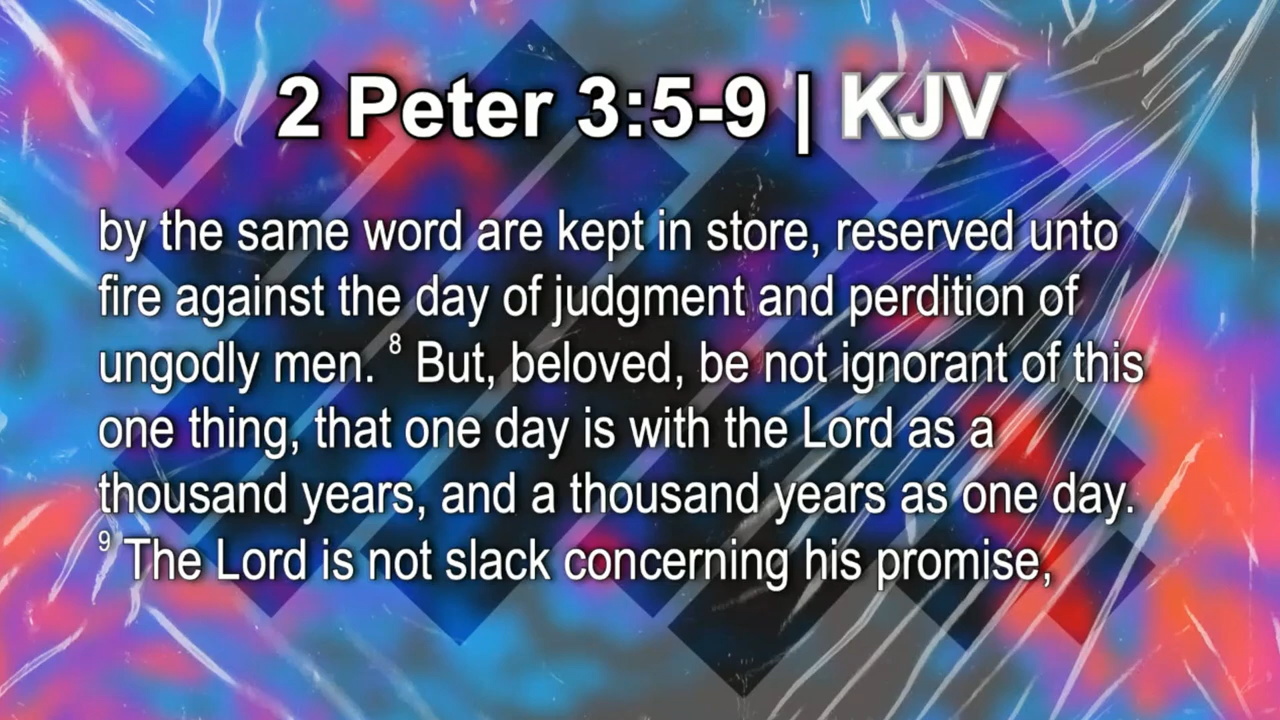 2 Peter 3:5-9 | KJV
by the same word are kept in store, reserved unto
fire against the day of judgment and perdition of
ungodly men. 8 But, beloved, be not ignorant of this
one thing, that one day is with the Lord as a
thousand years, and a thousand years as one day.
9 The Lord is not slack concerning his promise,